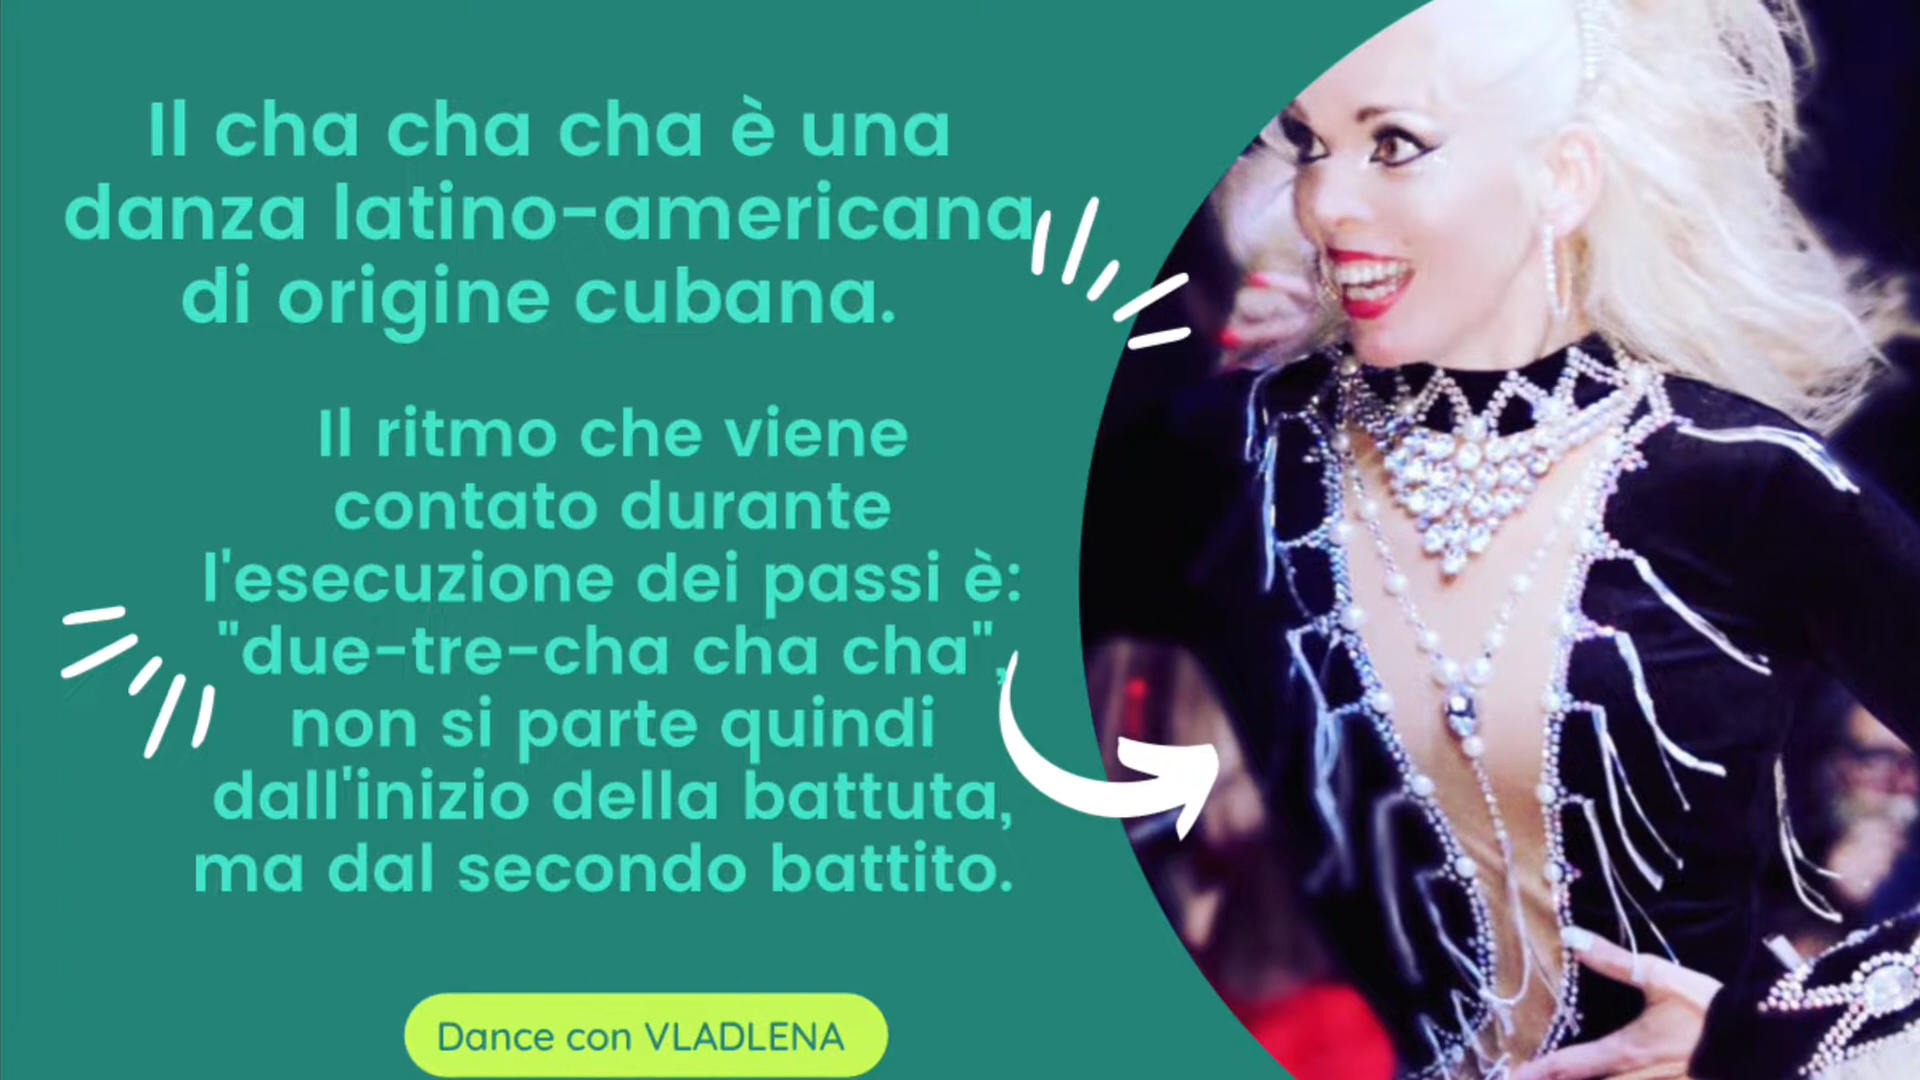 Il cha cha cha è una
danza latino-americana
di origine cubana.
Il ritmo che viene
contato durante
l'esecuzione dei passi è:
"due-tre-cha cha cha",
non si parte quindi
dall'inizio della battuta,
ma dal secondo battito.
Dance con VLADLENA